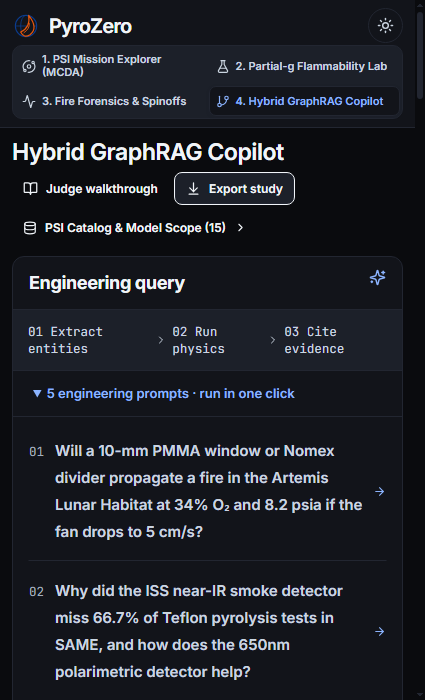 PyroZero
1. PSI Mission Explorer
(MCDA)
2. Partial-g Flammability Lab
3. Fire Forensics & Spinoffs
4. Hybrid GraphRAG Copilot
Hybrid GraphRAG Copilot
Judge walkthrough
Export study
PSI Catalog & Model Scope (15)
Engineering query
01 Extract
entities
02 Run
physics
03 Cite
evidence
▼ 5 engineering prompts · run in one click
01 Will a 10-mm PMMA window or Nomex
divider propagate a fire in the Artemis
Lunar Habitat at 34% O₂ and 8.2 psia if the
fan drops to 5 cm/s?
02 Why did the ISS near-IR smoke detector
miss 66.7% of Teflon pyrolysis tests in
SAME, and how does the 650nm
polarimetric detector help?